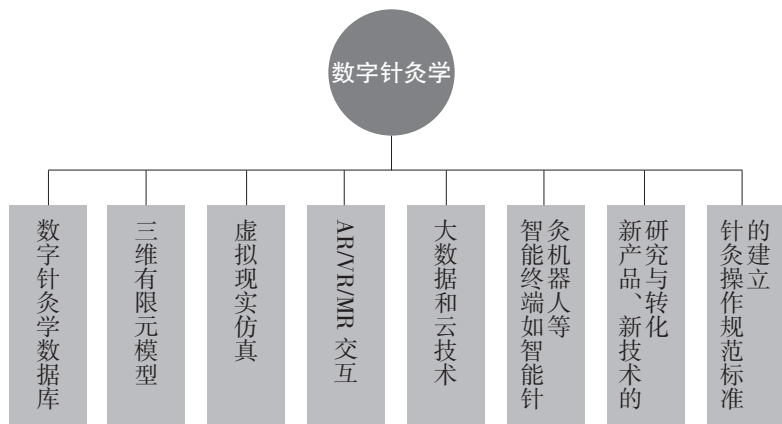 数字针灸学
数字针灸学数据库
三维有限元模型
虚拟现实仿真
AR/VR/MR 交互
大数据和云技术
智能终端如智能针
灸机器人等
新产品、新技术的
研究与转化
针灸操作规范标准
的建立